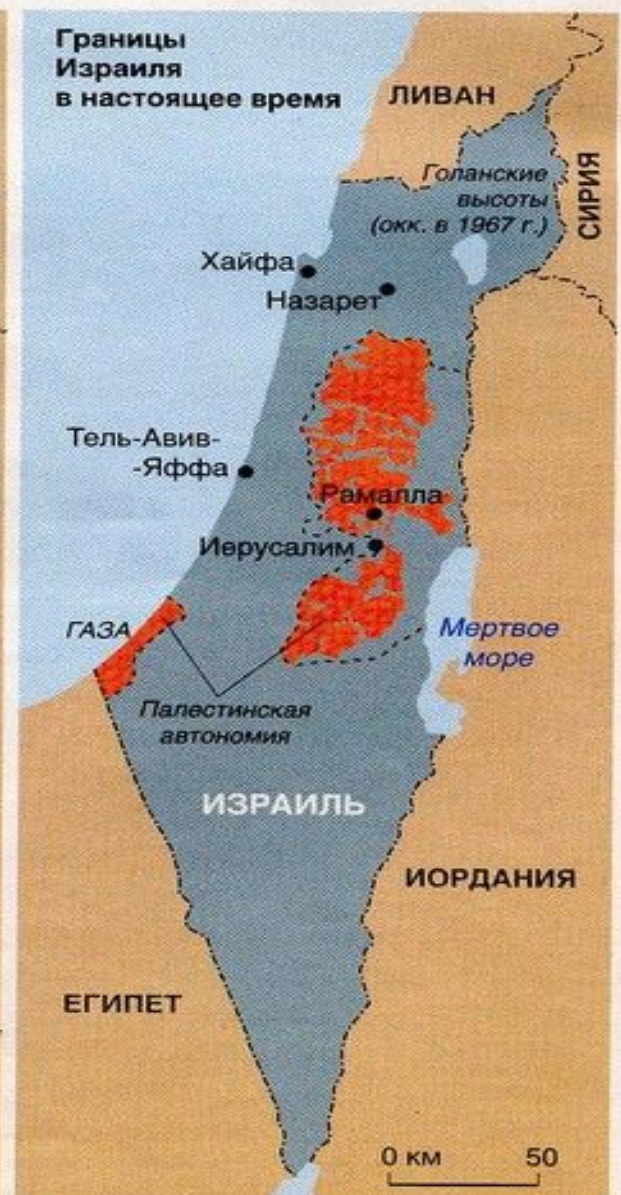 Границы
Израиля
в настоящее время
ЛИВАН
СИРИЯ
Голанские
высоты
(окк. в 1967 г.)
Хайфа
Назарет
Тель-Авив-
-Яффа
Рамалла
Иерусалим
ГАЗА
Мертвое
море
Палестинская
автономия
ИЗРАИЛЬ
ИОРДАНИЯ
ЕГИПЕТ
0 км 50